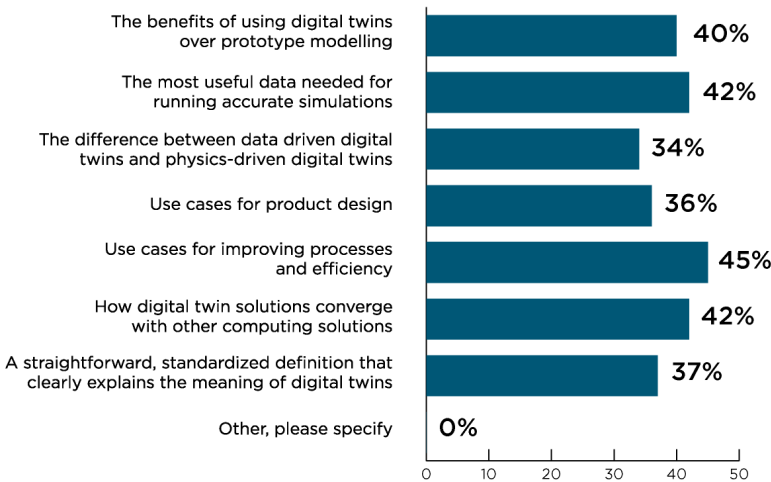 The benefits of using digital twins
over prototype modelling
40%
The most useful data needed for
running accurate simulations
42%
The difference between data driven digital
twins and physics-driven digital twins
34%
Use cases for product design
36%
Use cases for improving processes
and efficiency
45%
How digital twin solutions converge
with other computing solutions
42%
A straightforward, standardized definition that
clearly explains the meaning of digital twins
37%
Other, please specify
0%
0 10 20 30 40 50